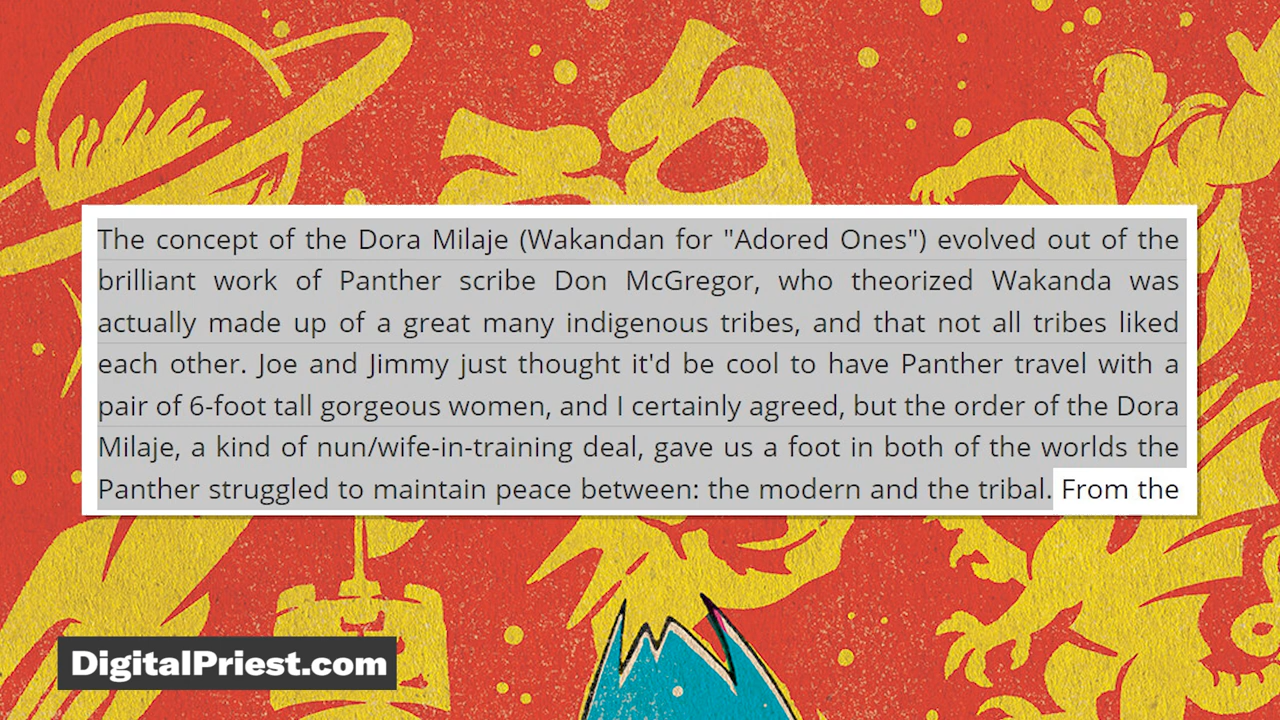 The concept of the Dora Milaje (Wakandan for "Adored Ones") evolved out of the
brilliant work of Panther scribe Don McGregor, who theorized Wakanda was
actually made up of a great many indigenous tribes, and that not all tribes liked
each other. Joe and Jimmy just thought it'd be cool to have Panther travel with a
pair of 6-foot tall gorgeous women, and I certainly agreed, but the order of the Dora
Milaje, a kind of nun/wife-in-training deal, gave us a foot in both of the worlds the
Panther struggled to maintain peace between: the modern and the tribal. From the
DigitalPriest.com